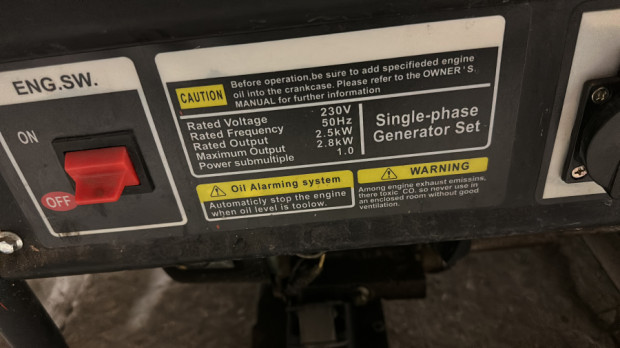 ENG.SW.
ON
OFF
CAUTION
Before operation,be sure to add specifieded engine
oil into the crankcase. Please refer to the OWNER'S
MANUAL for further information
Rated Voltage 230V
Rated Frequency 50Hz
Rated Output 2.5kW
Maximum Output 2.8kW
Power submultiple 1.0
Single-phase
Generator Set
Oil Alarming system
Automaticly stop the engine
when oil level is toolow.
WARNING
Among engine exhaust emissins,
there toxic CO. so never use in
an enclosed room without good
ventilation.